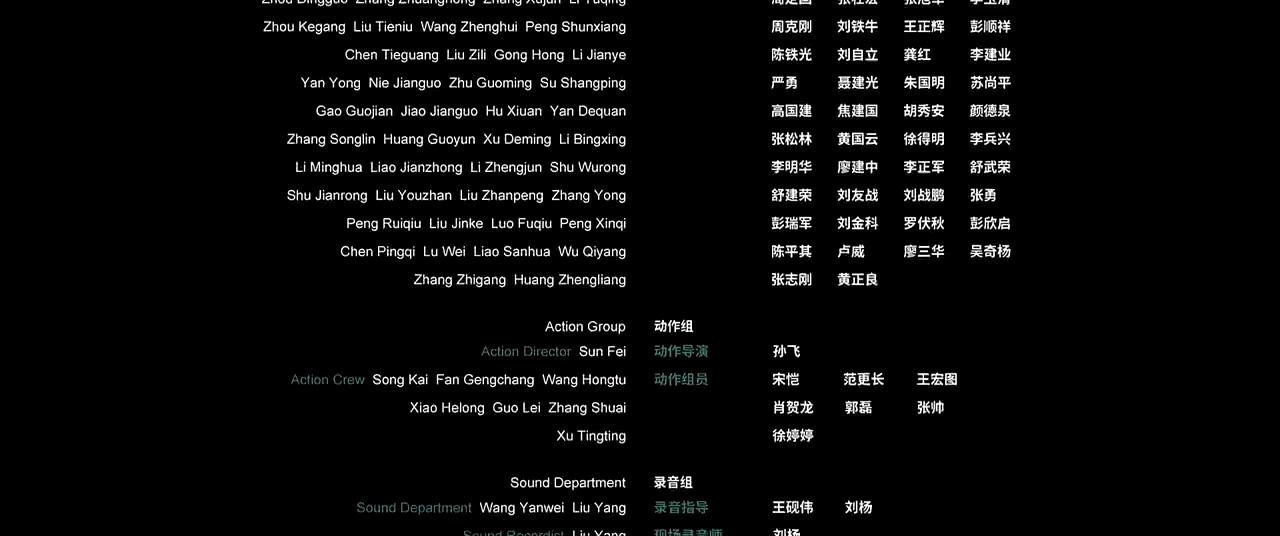 Zhou Kegang Liu Tieniu Wang Zhenghui Peng Shunxiang 周克刚 刘铁牛 王正辉 彭顺祥
Chen Tieguang Liu Zili Gong Hong Li Jianye 陈铁光 刘自立 龚红 李建业
Yan Yong Nie Jianguo Zhu Guoming Su Shangping 严勇 聂建光 朱国明 苏尚平
Gao Guojian Jiao Jianguo Hu Xiuan Yan Dequan 高国建 焦建国 胡秀安 颜德泉
Zhang Songlin Huang Guoyun Xu Deming Li Bingxing 张松林 黄国云 徐得明 李兵兴
Li Minghua Liao Jianzhong Li Zhengjun Shu Wurong 李明华 廖建中 李正军 舒武荣
Shu Jianrong Liu Youzhan Liu Zhanpeng Zhang Yong 舒建荣 刘友战 刘战鹏 张勇
Peng Ruiqiu Liu Jinke Luo Fuqiu Peng Xinqi 彭瑞军 刘金科 罗伏秋 彭欣启
Chen Pingqi Lu Wei Liao Sanhua Wu Qiyang 陈平其 卢威 廖三华 吴奇杨
Zhang Zhigang Huang Zhengliang 张志刚 黄正良
Action Group 动作组
Action Director Sun Fei 动作导演 孙飞
Action Crew Song Kai Fan Gengchang Wang Hongtu 动作组员 宋恺 范更长 王宏图
Xiao Helong Guo Lei Zhang Shuai 肖贺龙 郭磊 张帅
Xu Tingting 徐婷婷
Sound Department 录音组
Sound Department Wang Yanwei Liu Yang 录音指导 王砚伟 刘杨
Sound Recordist Liu Yang 现场录音师 刘杨